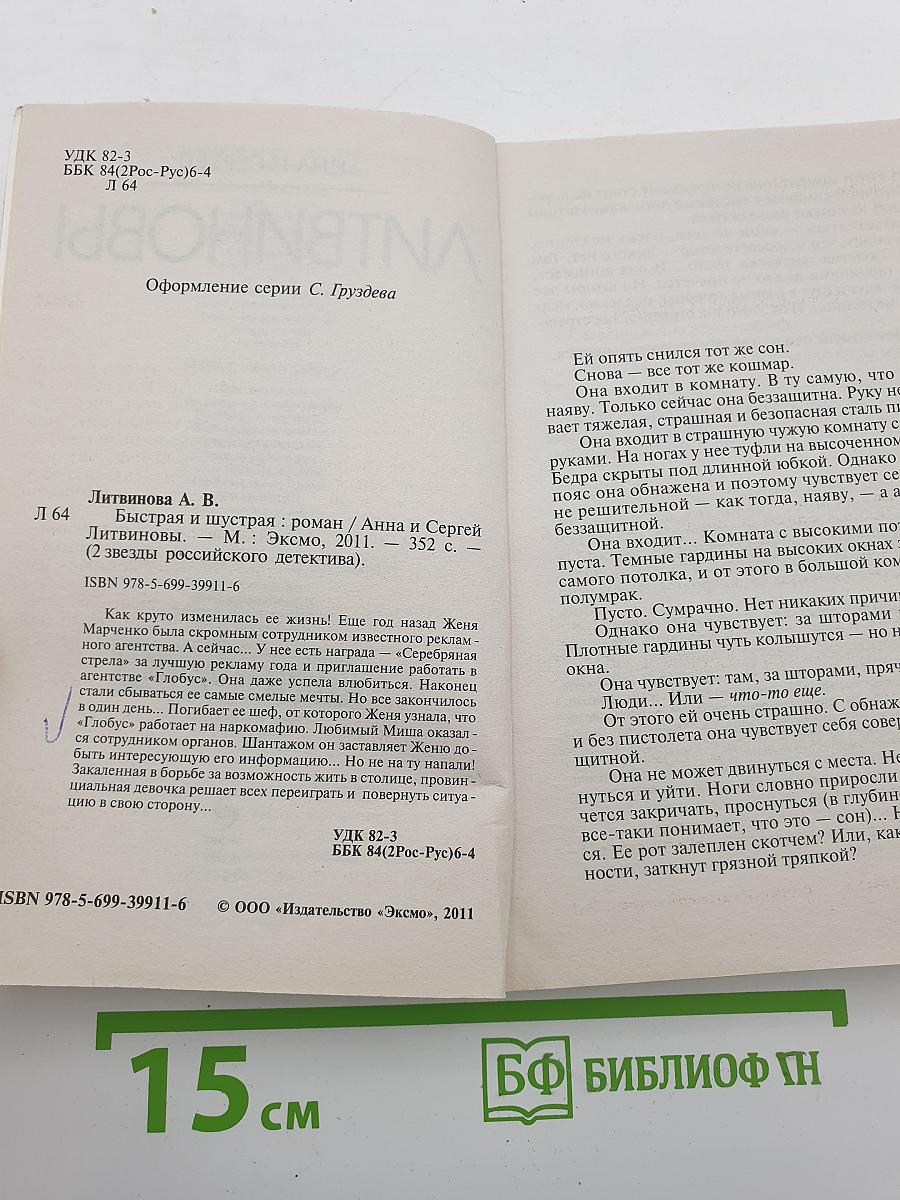 УДК 82-3
ББК 84(2Рос-Рус)6-4
Л 64
ЛИТВИНОВЫ
Оформление серии С. Груздева
Литвинова А. В.
Л 64 Быстрая и шустрая : роман / Анна и Сергей
Литвиновы. — М. : Эксмо, 2011. — 352 с. —
(2 звезды российского детектива).
ISBN 978-5-699-39911-6
Как круто изменилась ее жизнь! Еще год назад Женя
Марченко была скромным сотрудником известного реклам-
ного агентства. А сейчас... У нее есть награда — «Серебряная
стрела» за лучшую рекламу года и приглашение работать в
агентстве «Глобус». Она даже успела влюбиться. Наконец
стали сбываться ее самые смелые мечты. Но все закончилось
в один день... Погибает ее шеф, от которого Женя узнала, что
«Глобус» работает на наркомафию. Любимый Миша оказал-
ся сотрудником органов. Шантажом он заставляет Женю до-
быть интересующую его информацию... Но не на ту напали!
Закаленная в борьбе за возможность жить в столице, провин-
циальная девочка решает всех переиграть и повернуть ситуа-
цию в свою сторону...
УДК 82-3
ББК 84(2Рос-Рус)6-4
ISBN 978-5-699-39911-6 © ООО «Издательство «Эксмо», 2011
Ей опять снился тот же сон.
Снова — все тот же кошмар.
Она входит в комнату. В ту самую, что
наяву. Только сейчас она беззащитна. Руку не
вает тяжелая, страшная и безопасная сталь пи
Она входит в страшную чужую комнату с
руками. На ногах у нее туфли на высоченном
Бедра скрыты под длинной юбкой. Однако
пояс она обнажена и поэтому чувствует се
не решительной — как тогда, наяву, — а а
беззащитной.
Она входит... Комната с высокими пот
пуста. Темные гардины на высоких окнах з
самого потолка, и от этого в большой ком
полумрак.
Пусто. Сумрачно. Нет никаких причин
Однако она чувствует: за шторами
Плотные гардины чуть колышутся — но н
окна.
Она чувствует: там, за шторами, пряч
Люди... Или — что-то еще.
От этого ей очень страшно. С обнаж
и без пистолета она чувствует себя совер
щитной.
Она не может двинуться с места. Не
нуться и уйти. Ноги словно приросли
чется закричать, проснуться (в глубин
все-таки понимает, что это — сон)... Н
ся. Ее рот залеплен скотчем? Или, как
ности, заткнут грязной тряпкой?
15 см
БФ БИБЛИОФ